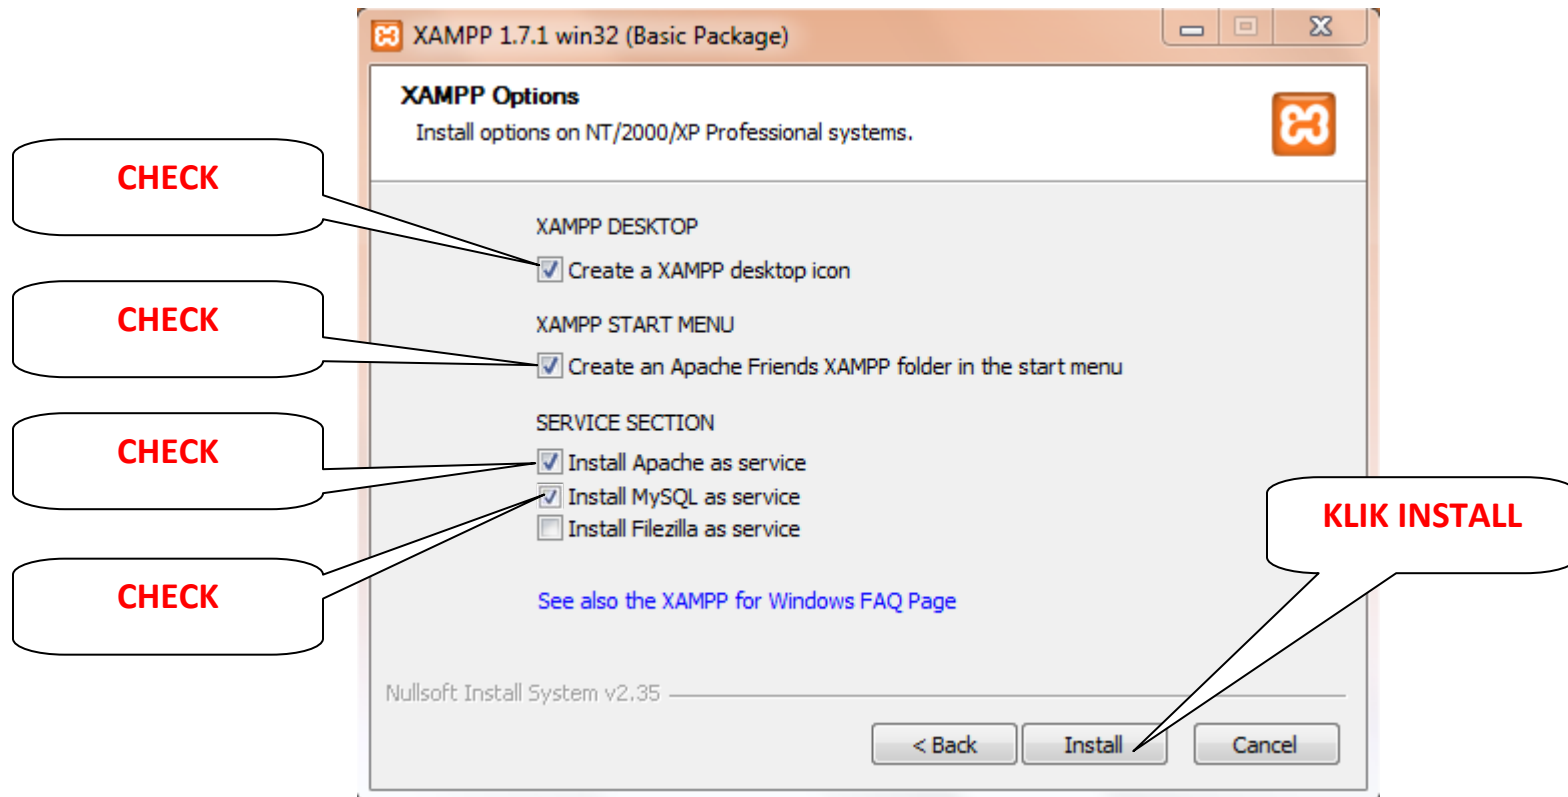 XAMPP 1.7.1 win32 (Basic Package)
XAMPP Options
Install options on NT/2000/XP Professional systems.
CHECK
XAMPP DESKTOP
Create a XAMPP desktop icon
CHECK
XAMPP START MENU
Create an Apache Friends XAMPP folder in the start menu
SERVICE SECTION
CHECK
Install Apache as service
Install MySQL as service
Install Filezilla as service
KLIK INSTALL
CHECK
See also the XAMPP for Windows FAQ Page
Nullsoft Install System v2.35
< Back
Install
Cancel